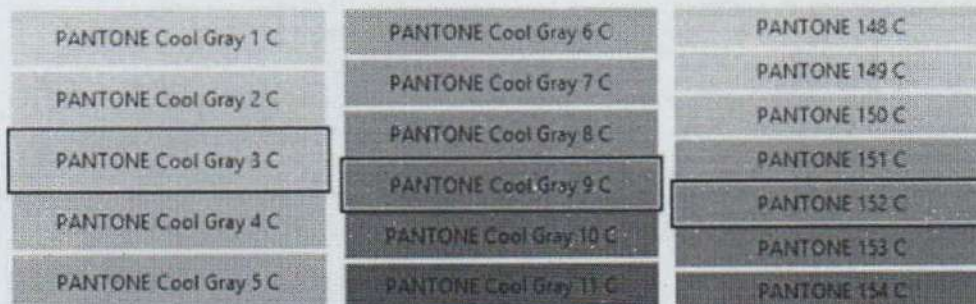 PANTONE Cool Gray 1 C
PANTONE Cool Gray 2 C
PANTONE Cool Gray 3 C
PANTONE Cool Gray 4 C
PANTONE Cool Gray 5 C
PANTONE Cool Gray 6 C
PANTONE Cool Gray 7 C
PANTONE Cool Gray 8 C
PANTONE Cool Gray 9 C
PANTONE Cool Gray 10 C
PANTONE Cool Gray 11 C
PANTONE 148 C
PANTONE 149 C
PANTONE 150 C
PANTONE 151 C
PANTONE 152 C
PANTONE 153 C
PANTONE 154 C